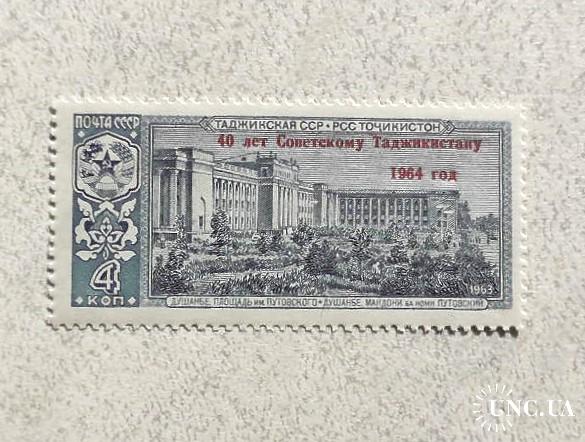 ПОЧТА СССР
ТАДЖИКСКАЯ ССР • РСС ТОЧИКИСТОН
40 лет Советскому Таджикистану
1964 год
4
КОП
1963
ДУШАНБЕ. ПЛОЩАДЬ ИМ. ПУТОВСКОГО • ДУШАНБЕ. МАЙДОНИ БА НОМИ ПУТОВСКИЙ
UNC.UA